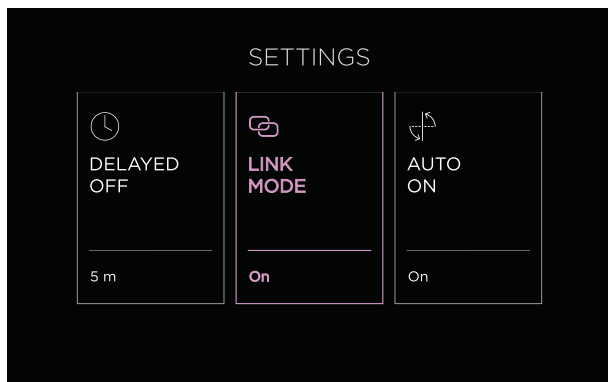 SETTINGS
DELAYED
OFF
5 m
LINK
MODE
On
AUTO
ON
On